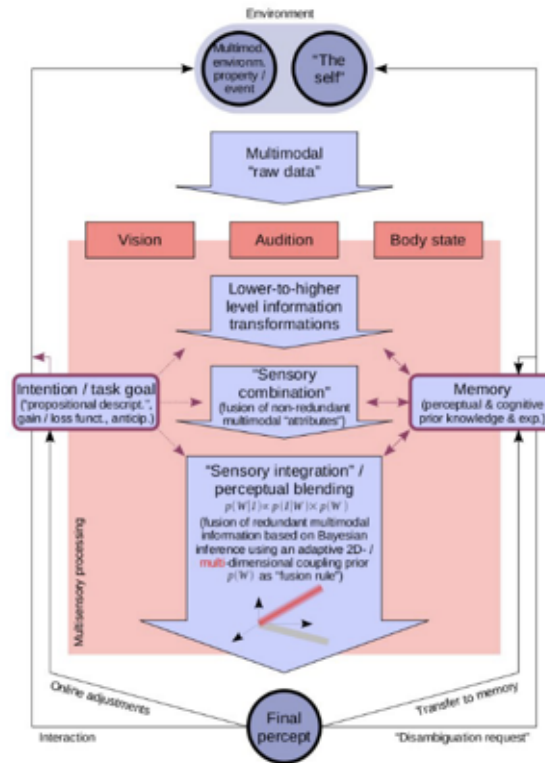 Environment
Multimod.
environm.
property /
event
"The
self"
Multimodal
"raw data"
Vision
Audition
Body state
Lower-to-higher
level information
transformations
Intention / task goal
("propositional descript.",
gain / loss funct., anticip.)
"Sensory
combination"
(fusion of non-redundant
multimodal "attributes")
Memory
(perceptual & cognitive
prior knowledge & exp.)
"Sensory integration" /
perceptual blending
p(W|I) ∝ p(I|W) × p(W)
(fusion of redundant multimodal
information based on Bayesian
inference using an adaptive 2D- /
multi-dimensional coupling prior
p(W) as "fusion rule")
Multisensory processing
Online adjustments
Transfer to memory
Final
percept
Interaction
"Disambiguation request"